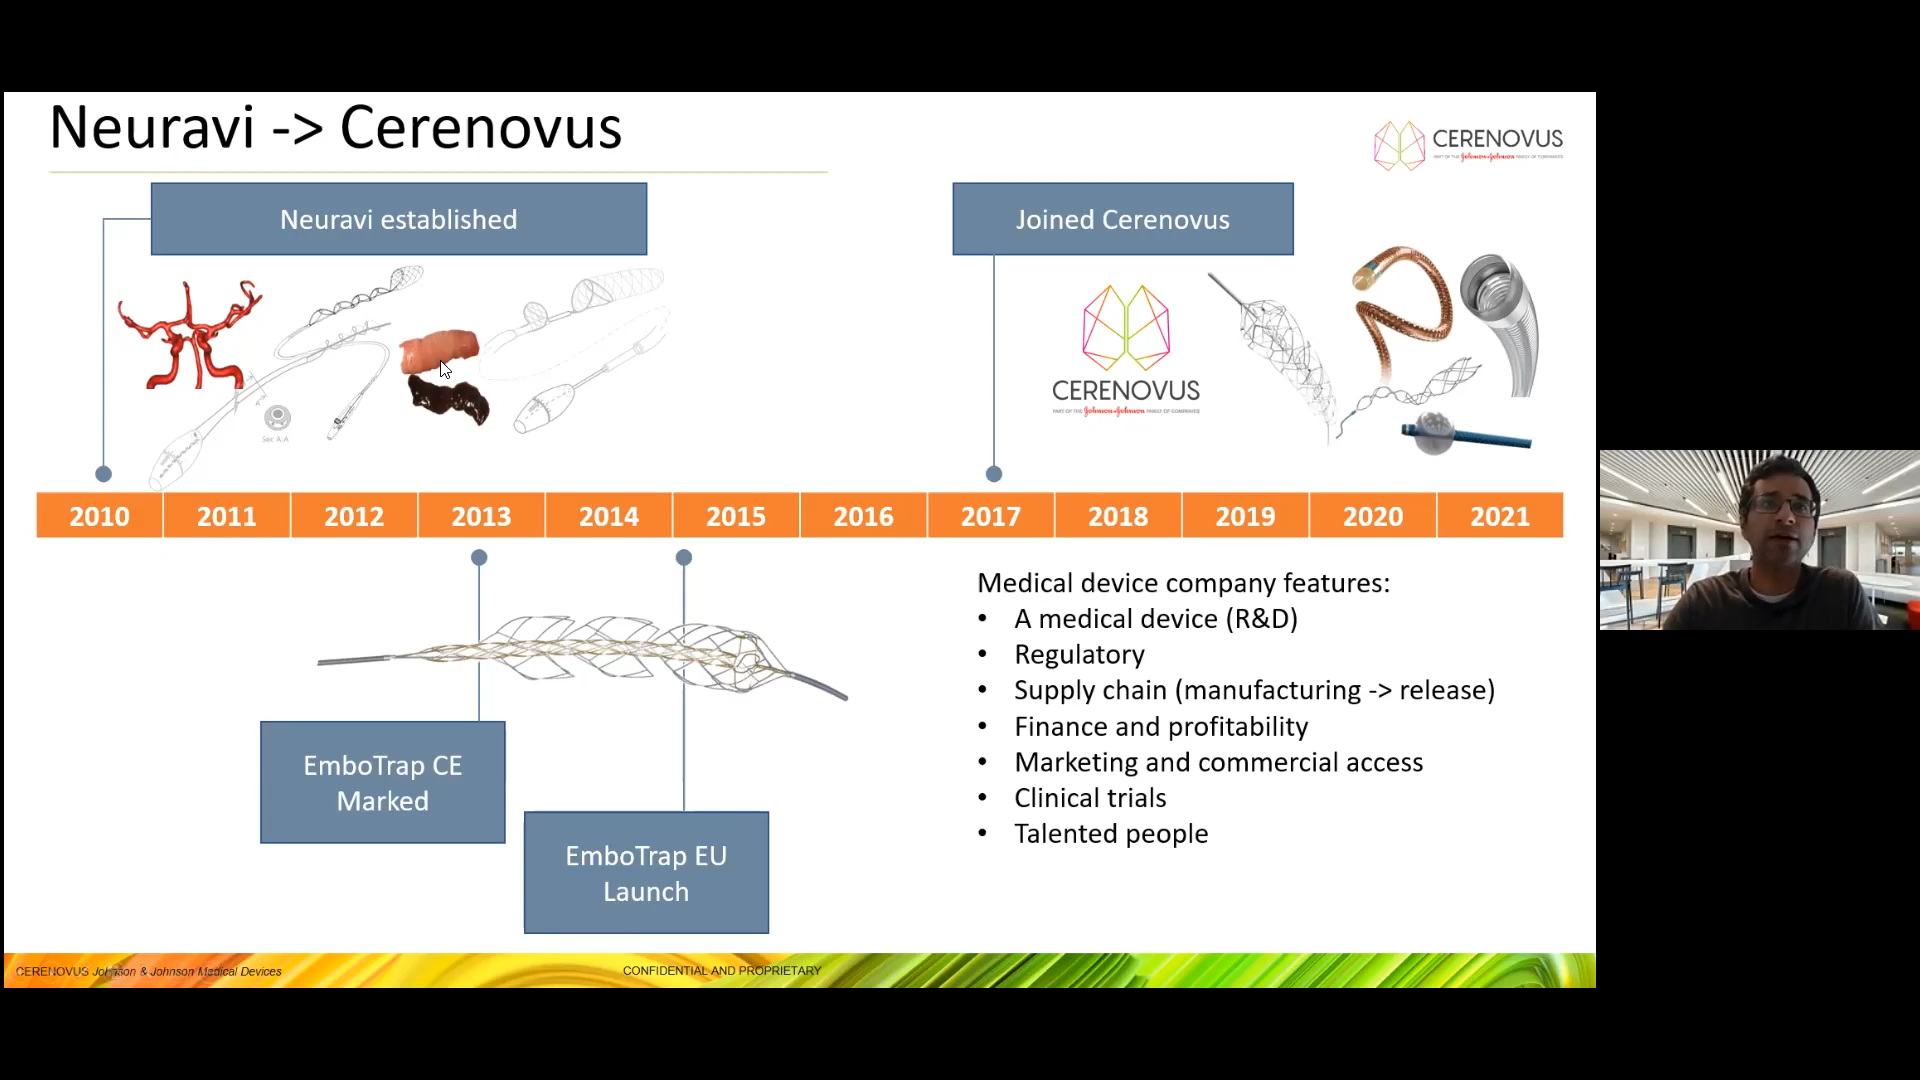 Neuravi -> Cerenovus
CERENOVUS
PART OF THE Johnson & Johnson FAMILY OF COMPANIES
Neuravi established
Joined Cerenovus
Sec A:A
CERENOVUS
PART OF THE Johnson & Johnson FAMILY OF COMPANIES
2010 2011 2012 2013 2014 2015 2016 2017 2018 2019 2020 2021
EmboTrap CE
Marked
EmboTrap EU
Launch
Medical device company features:
• A medical device (R&D)
• Regulatory
• Supply chain (manufacturing -> release)
• Finance and profitability
• Marketing and commercial access
• Clinical trials
• Talented people
CERENOVUS Johnson & Johnson Medical Devices
CONFIDENTIAL AND PROPRIETARY